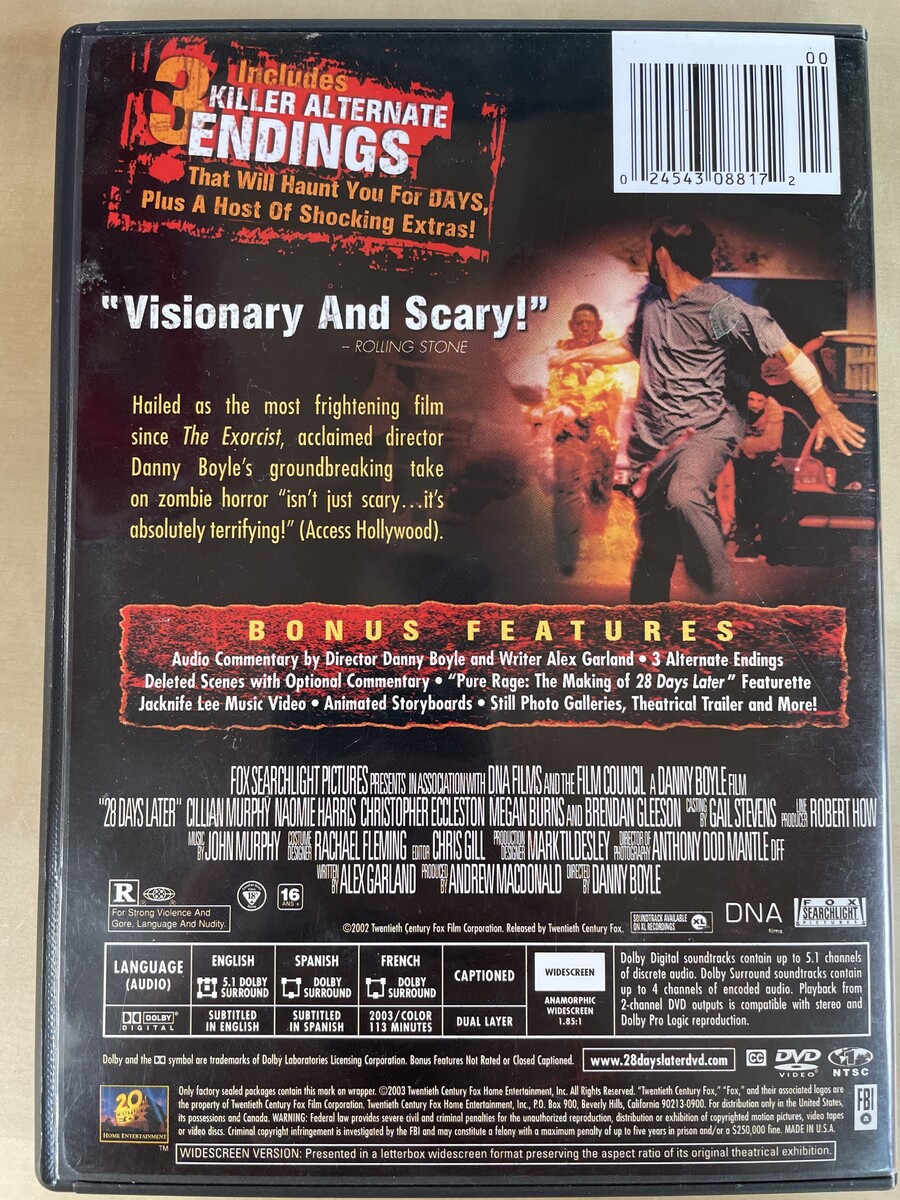 Includes
3 KILLER ALTERNATE
ENDINGS
That Will Haunt You For DAYS,
Plus A Host Of Shocking Extras!
00
0 24543 08817 2
“Visionary And Scary!”
– ROLLING STONE
Hailed as the most frightening film
since The Exorcist, acclaimed director
Danny Boyle’s groundbreaking take
on zombie horror “isn’t just scary...it’s
absolutely terrifying!” (Access Hollywood).
BONUS FEATURES
Audio Commentary by Director Danny Boyle and Writer Alex Garland • 3 Alternate Endings
Deleted Scenes with Optional Commentary • “Pure Rage: The Making of 28 Days Later” Featurette
Jacknife Lee Music Video • Animated Storyboards • Still Photo Galleries, Theatrical Trailer and More!
FOX SEARCHLIGHT PICTURES PRESENTS IN ASSOCIATION WITH DNA FILMS AND THE FILM COUNCIL A DANNY BOYLE FILM
"28 DAYS LATER" CILLIAN MURPHY NAOMIE HARRIS CHRISTOPHER ECCLESTON MEGAN BURNS AND BRENDAN GLEESON CASTING BY GAIL STEVENS LINE PRODUCER ROBERT HOW
MUSIC BY JOHN MURPHY COSTUME DESIGNER RACHAEL FLEMING EDITOR CHRIS GILL PRODUCTION DESIGNER MARK TILDESLEY DIRECTOR OF PHOTOGRAPHY ANTHONY DOD MANTLE DFF
WRITTEN BY ALEX GARLAND PRODUCED BY ANDREW MACDONALD DIRECTED BY DANNY BOYLE
R
For Strong Violence And
Gore, Language And Nudity.
18
16
ANS +
©2002 Twentieth Century Fox Film Corporation. Released by Twentieth Century Fox.
SOUNDTRACK AVAILABLE
ON XL RECORDINGS
XL
DNA
films
FOX
SEARCHLIGHT
PICTURES
LANGUAGE
(AUDIO)
ENGLISH
5.1 DOLBY
SURROUND
SPANISH
DOLBY
SURROUND
FRENCH
DOLBY
SURROUND
CAPTIONED
WIDESCREEN
ANAMORPHIC
WIDESCREEN
1.85:1
DOLBY
DIGITAL
SUBTITLED
IN ENGLISH
SUBTITLED
IN SPANISH
2003/COLOR
113 MINUTES
DUAL LAYER
Dolby Digital soundtracks contain up to 5.1 channels
of discrete audio. Dolby Surround soundtracks contain
up to 4 channels of encoded audio. Playback from
2-channel DVD outputs is compatible with stereo and
Dolby Pro Logic reproduction.
Dolby and the DD symbol are trademarks of Dolby Laboratories Licensing Corporation. Bonus Features Not Rated or Closed Captioned.
www.28dayslaterdvd.com
CC
DVD
VIDEO
NTSC
20th
HOME ENTERTAINMENT
TM
Only factory sealed packages contain this mark on wrapper. ©2003 Twentieth Century Fox Home Entertainment, Inc. All Rights Reserved. “Twentieth Century Fox,” “Fox,” and their associated logos are
the property of Twentieth Century Fox Film Corporation. Twentieth Century Fox Home Entertainment, Inc., P.O. Box 900, Beverly Hills, California 90213-0900. For distribution only in the United States,
its possessions and Canada. WARNING: Federal law provides severe civil and criminal penalties for the unauthorized reproduction, distribution or exhibition of copyrighted motion pictures, video tapes
or video discs. Criminal copyright infringement is investigated by the FBI and may constitute a felony with a maximum penalty of up to five years in prison and/or a $250,000 fine. MADE IN U.S.A.
FBI
WIDESCREEN VERSION: Presented in a letterbox widescreen format preserving the aspect ratio of its original theatrical exhibition.